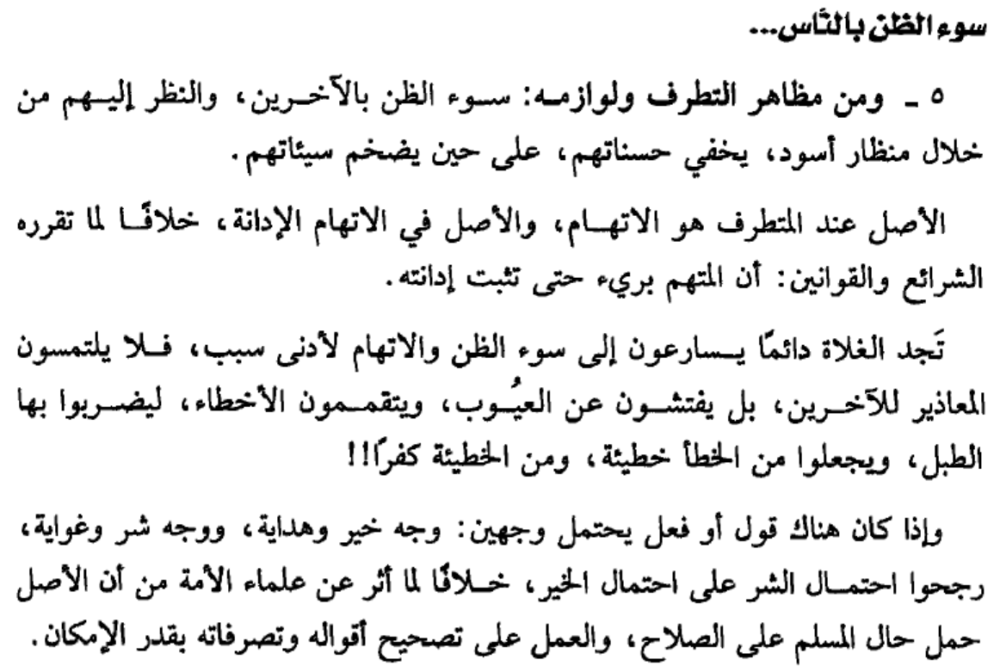 سوء الظن بالنَّاس...
٥ ـ ومن مظاهر التطرف ولوازمه: سوء الظن بالآخرين، والنظر إليهم من
خلال منظار أسود، يخفي حسناتهم، على حين يضخم سيئاتهم.
الأصل عند المتطرف هو الاتهام، والأصل في الاتهام الإدانة، خلافًا لما تقرره
الشرائع والقوانين: أن المتهم بريء حتى تثبت إدانته.
تَجد الغلاة دائمًا يسارعون إلى سوء الظن والاتهام لأدنى سبب، فلا يلتمسون
المعاذير للآخرين، بل يفتشون عن العيُوب، ويتقممون الأخطاء، ليضربوا بها
الطبل، ويجعلوا من الخطأ خطيئة، ومن الخطيئة كفرًا!!
وإذا كان هناك قول أو فعل يحتمل وجهين: وجه خير وهداية، ووجه شر وغواية،
رجحوا احتمال الشر على احتمال الخير، خلافًا لما أثر عن علماء الأمة من أن الأصل
حمل حال المسلم على الصلاح، والعمل على تصحيح أقواله وتصرفاته بقدر الإمكان.